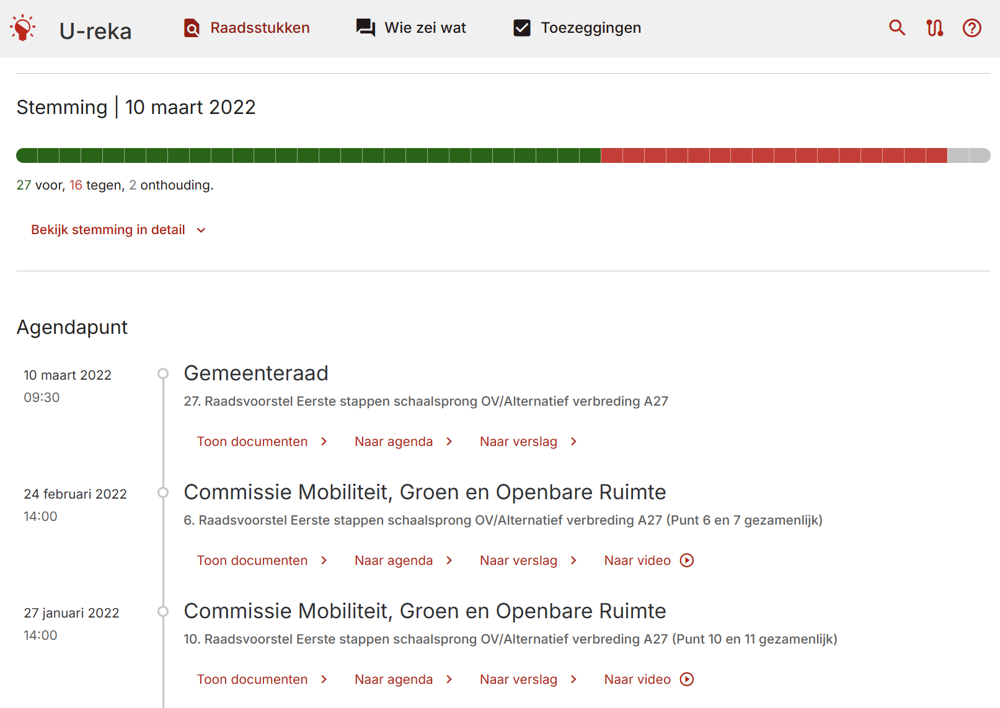 U-reka
Raadsstukken
Wie zei wat
Toezeggingen
Stemming | 10 maart 2022
27 voor, 16 tegen, 2 onthouding.
Bekijk stemming in detail
Agendapunt
10 maart 2022
09:30
Gemeenteraad
27. Raadsvoorstel Eerste stappen schaalsprong OV/Alternatief verbreding A27
Toon documenten
Naar agenda
Naar verslag
24 februari 2022
14:00
Commissie Mobiliteit, Groen en Openbare Ruimte
6. Raadsvoorstel Eerste stappen schaalsprong OV/Alternatief verbreding A27 (Punt 6 en 7 gezamenlijk)
Toon documenten
Naar agenda
Naar verslag
Naar video
27 januari 2022
14:00
Commissie Mobiliteit, Groen en Openbare Ruimte
10. Raadsvoorstel Eerste stappen schaalsprong OV/Alternatief verbreding A27 (Punt 10 en 11 gezamenlijk)
Toon documenten
Naar agenda
Naar verslag
Naar video